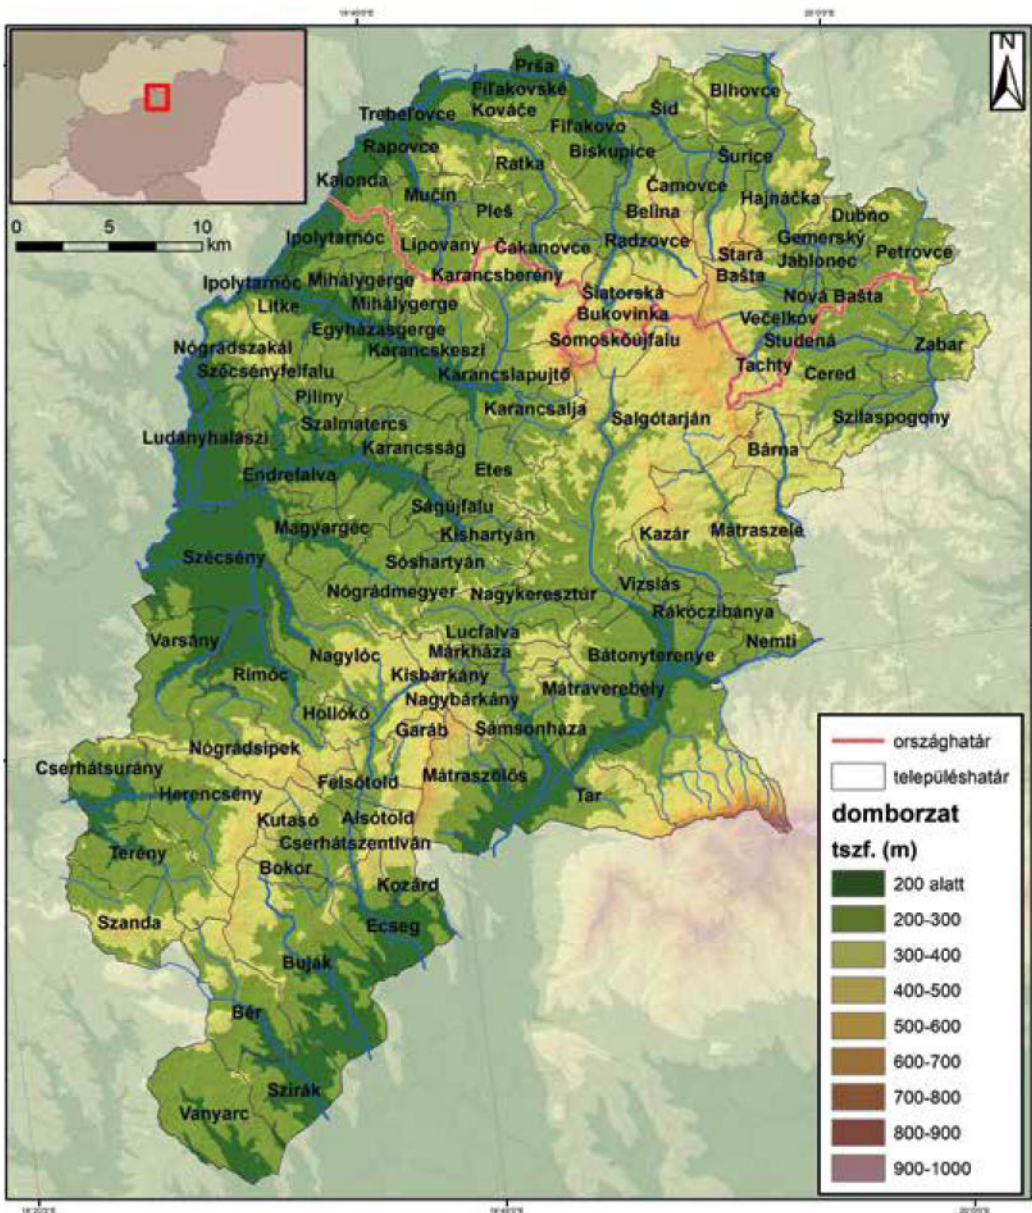 N
0 5 10
km
Prša
Fiľakovské
Kováče
Blhovce
Trebeľovce
Šíd
Fiľakovo
Rapovce
Biskupice
Ratka
Šurice
Kalonda
Mučín
Čamovce
Hajnáčka
Pleš
Belina
Dubno
Ipolytarnóc
Lipovany
Čakanovce
Radzovce
Gemerský
Jablonec
Stará
Bašta
Petrovce
Ipolytarnóc
Mihálygerge
Karancsberény
Litke
Mihálygerge
Šiatorská
Bukovinka
Nová Bašta
Egyházasgerge
Večelkov
Studená
Nógrádszakál
Karancskeszi
Somoskőújfalu
Zabar
Szécsényfelfalu
Karancslapujtő
Tachty
Cered
Piliny
Karancsalja
Szalmatercs
Salgótarján
Szilaspogony
Ludányhalászi
Karancsság
Bárna
Endrefalva
Etes
Ságújfalu
Magyargéc
Kishartyán
Kazár
Mátraszele
Szécsény
Sóshartyán
Nógrádmegyer
Nagykeresztúr
Vizslás
Rákóczibánya
Varsány
Lucfalva
Márkháza
Nemti
Nagylóc
Bátonyterenye
Rimóc
Kisbárkány
Mátraverebély
Nagybárkány
Hollókő
Garáb
Sámsonháza
Nógrádsipek
Cserhátsurány
Felsőtold
Mátraszőlős
Herencsény
Tar
Kutasó
Alsótold
Cserhátszentiván
Terény
Bokor
Kozárd
Szanda
Ecseg
Buják
Bér
Szirák
Vanyarc
országhatár
településhatár
domborzat
tszf. (m)
200 alatt
200-300
300-400
400-500
500-600
600-700
700-800
800-900
900-1000